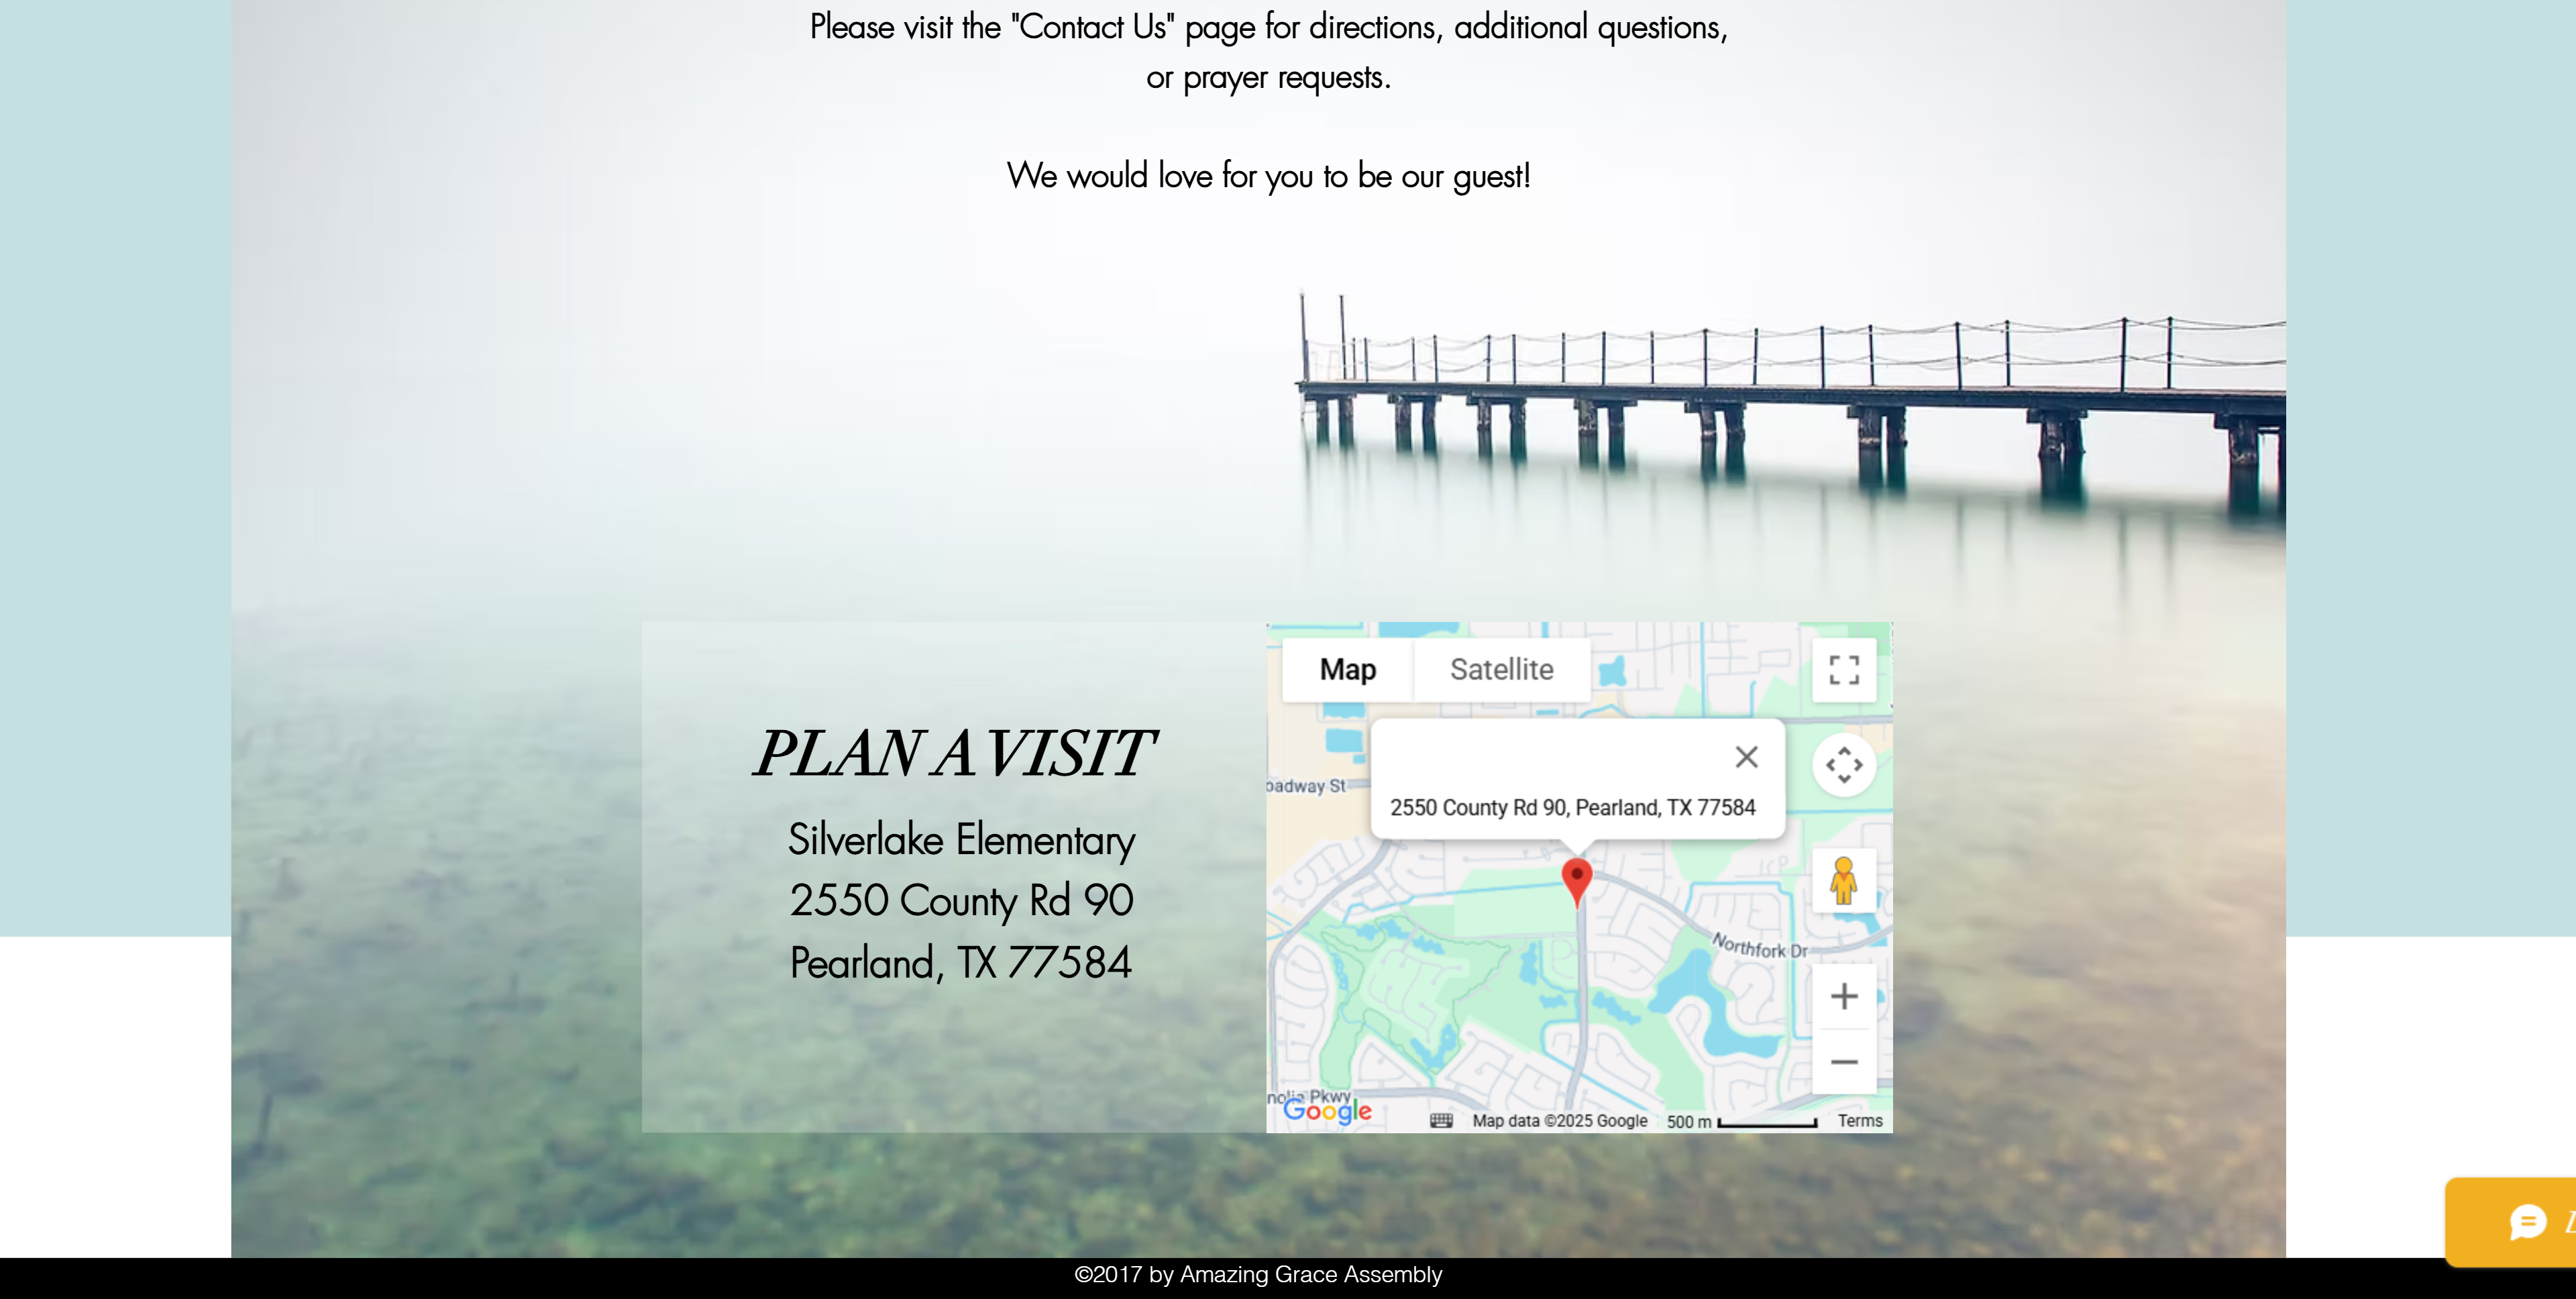 Please visit the "Contact Us" page for directions, additional questions,
or prayer requests.
We would love for you to be our guest!
PLAN A VISIT
Silverlake Elementary
2550 County Rd 90
Pearland, TX 77584
Map
Satellite
2550 County Rd 90, Pearland, TX 77584
Northfork Dr
Pkwy
Google
Map data ©2025 Google
500 m
Terms
©2017 by Amazing Grace Assembly